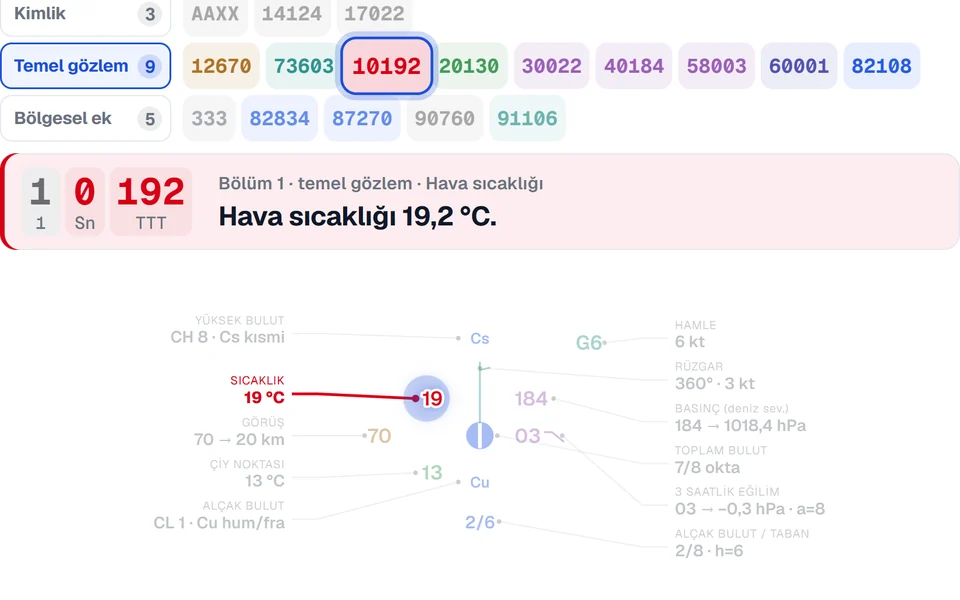 Kimlik 3 AAXX 14124 17022
Temel gözlem 9 12670 73603 10192 20130 30022 40184 58003 60001 82108
Bölgesel ek 5 333 82834 87270 90760 91106
1 0 192
1 Sn TTT
Bölüm 1 · temel gözlem · Hava sıcaklığı
Hava sıcaklığı 19,2 °C.
YÜKSEK BULUT
CH 8 · Cs kısmi
SICAKLIK
19 °C
GÖRÜŞ
70 → 20 km
ÇİY NOKTASI
13 °C
ALÇAK BULUT
CL 1 · Cu hum/fra
Cs
G6
19
184
70
03
13
Cu
2/6
HAMLE
6 kt
RÜZGAR
360° · 3 kt
BASINÇ (deniz sev.)
184 → 1018,4 hPa
TOPLAM BULUT
7/8 okta
3 SAATLİK EĞİLİM
03 → −0,3 hPa · a=8
ALÇAK BULUT / TABAN
2/8 · h=6